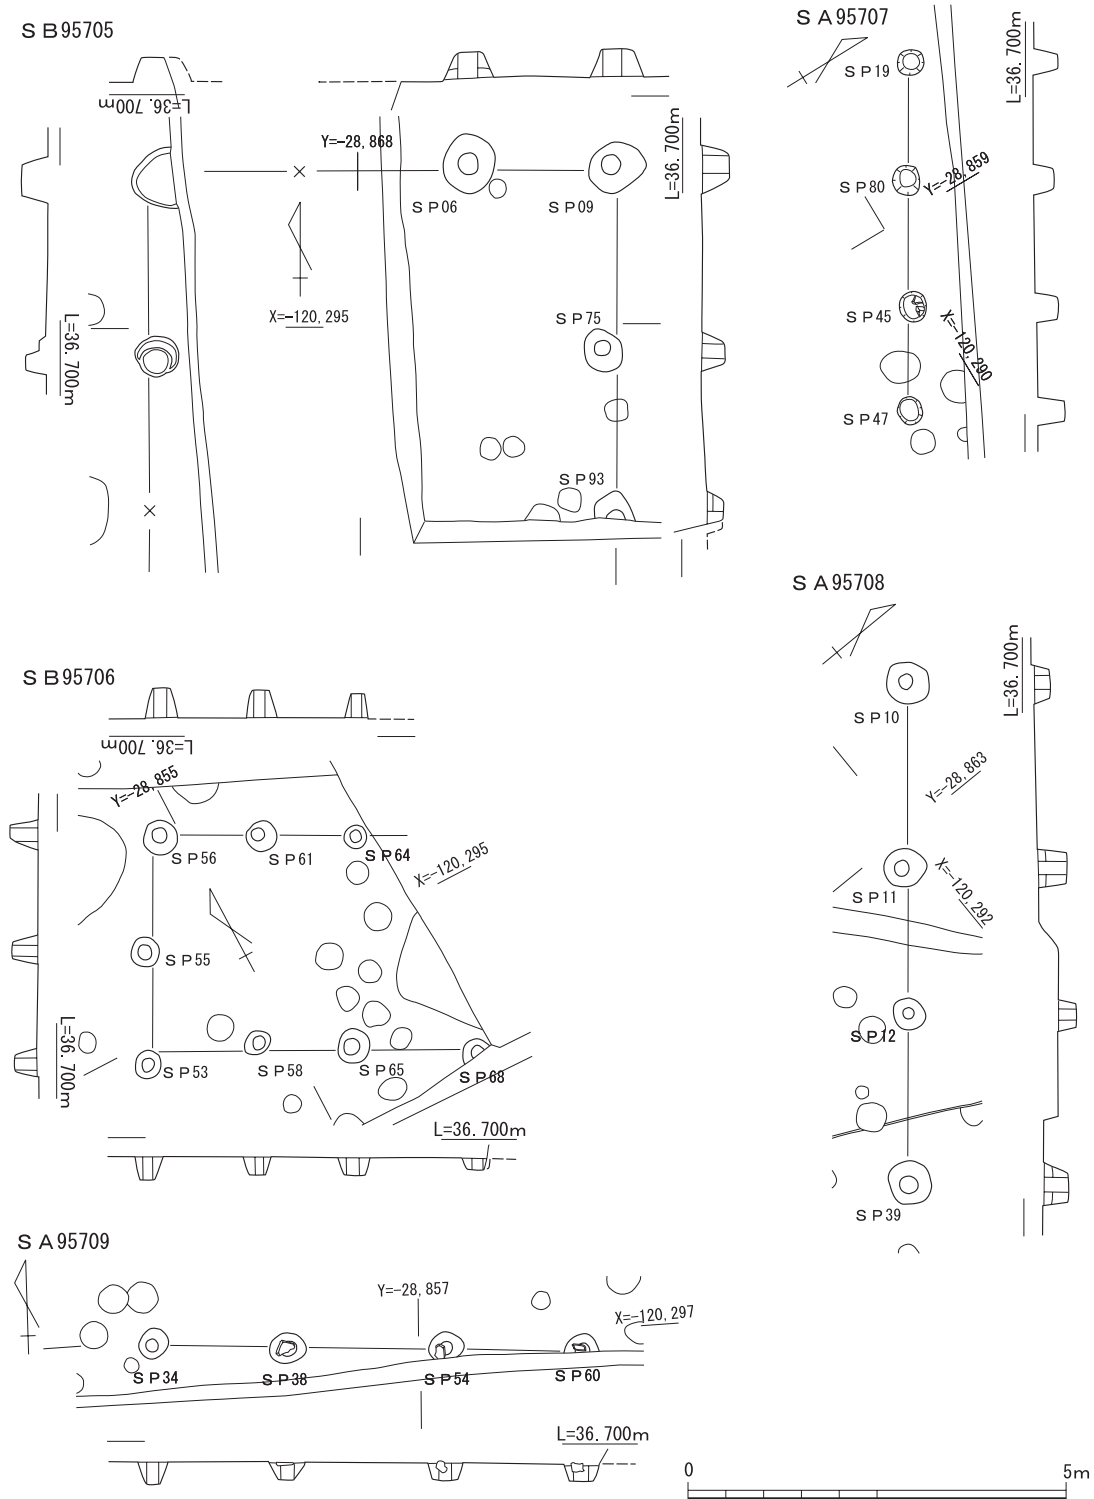 SB95705
L=36.700m
Y=-28,868
L=36.700m
SP06
SP09
X=-120,295
SP75
L=36.700m
SP93
SA95707
L=36.700m
SP19
SP80
Y=-28,859
SP45
X=-120,290
SP47
SB95706
L=36.700m
Y=-28,855
SP56
SP61
SP64
X=-120,295
SP55
L=36.700m
SP53
SP58
SP65
SP68
L=36.700m
SA95708
L=36.700m
SP10
Y=-28,863
SP11
X=-120,292
SP12
SP39
SA95709
Y=-28,857
X=-120,297
SP34
SP38
SP54
SP60
L=36.700m
0
5m